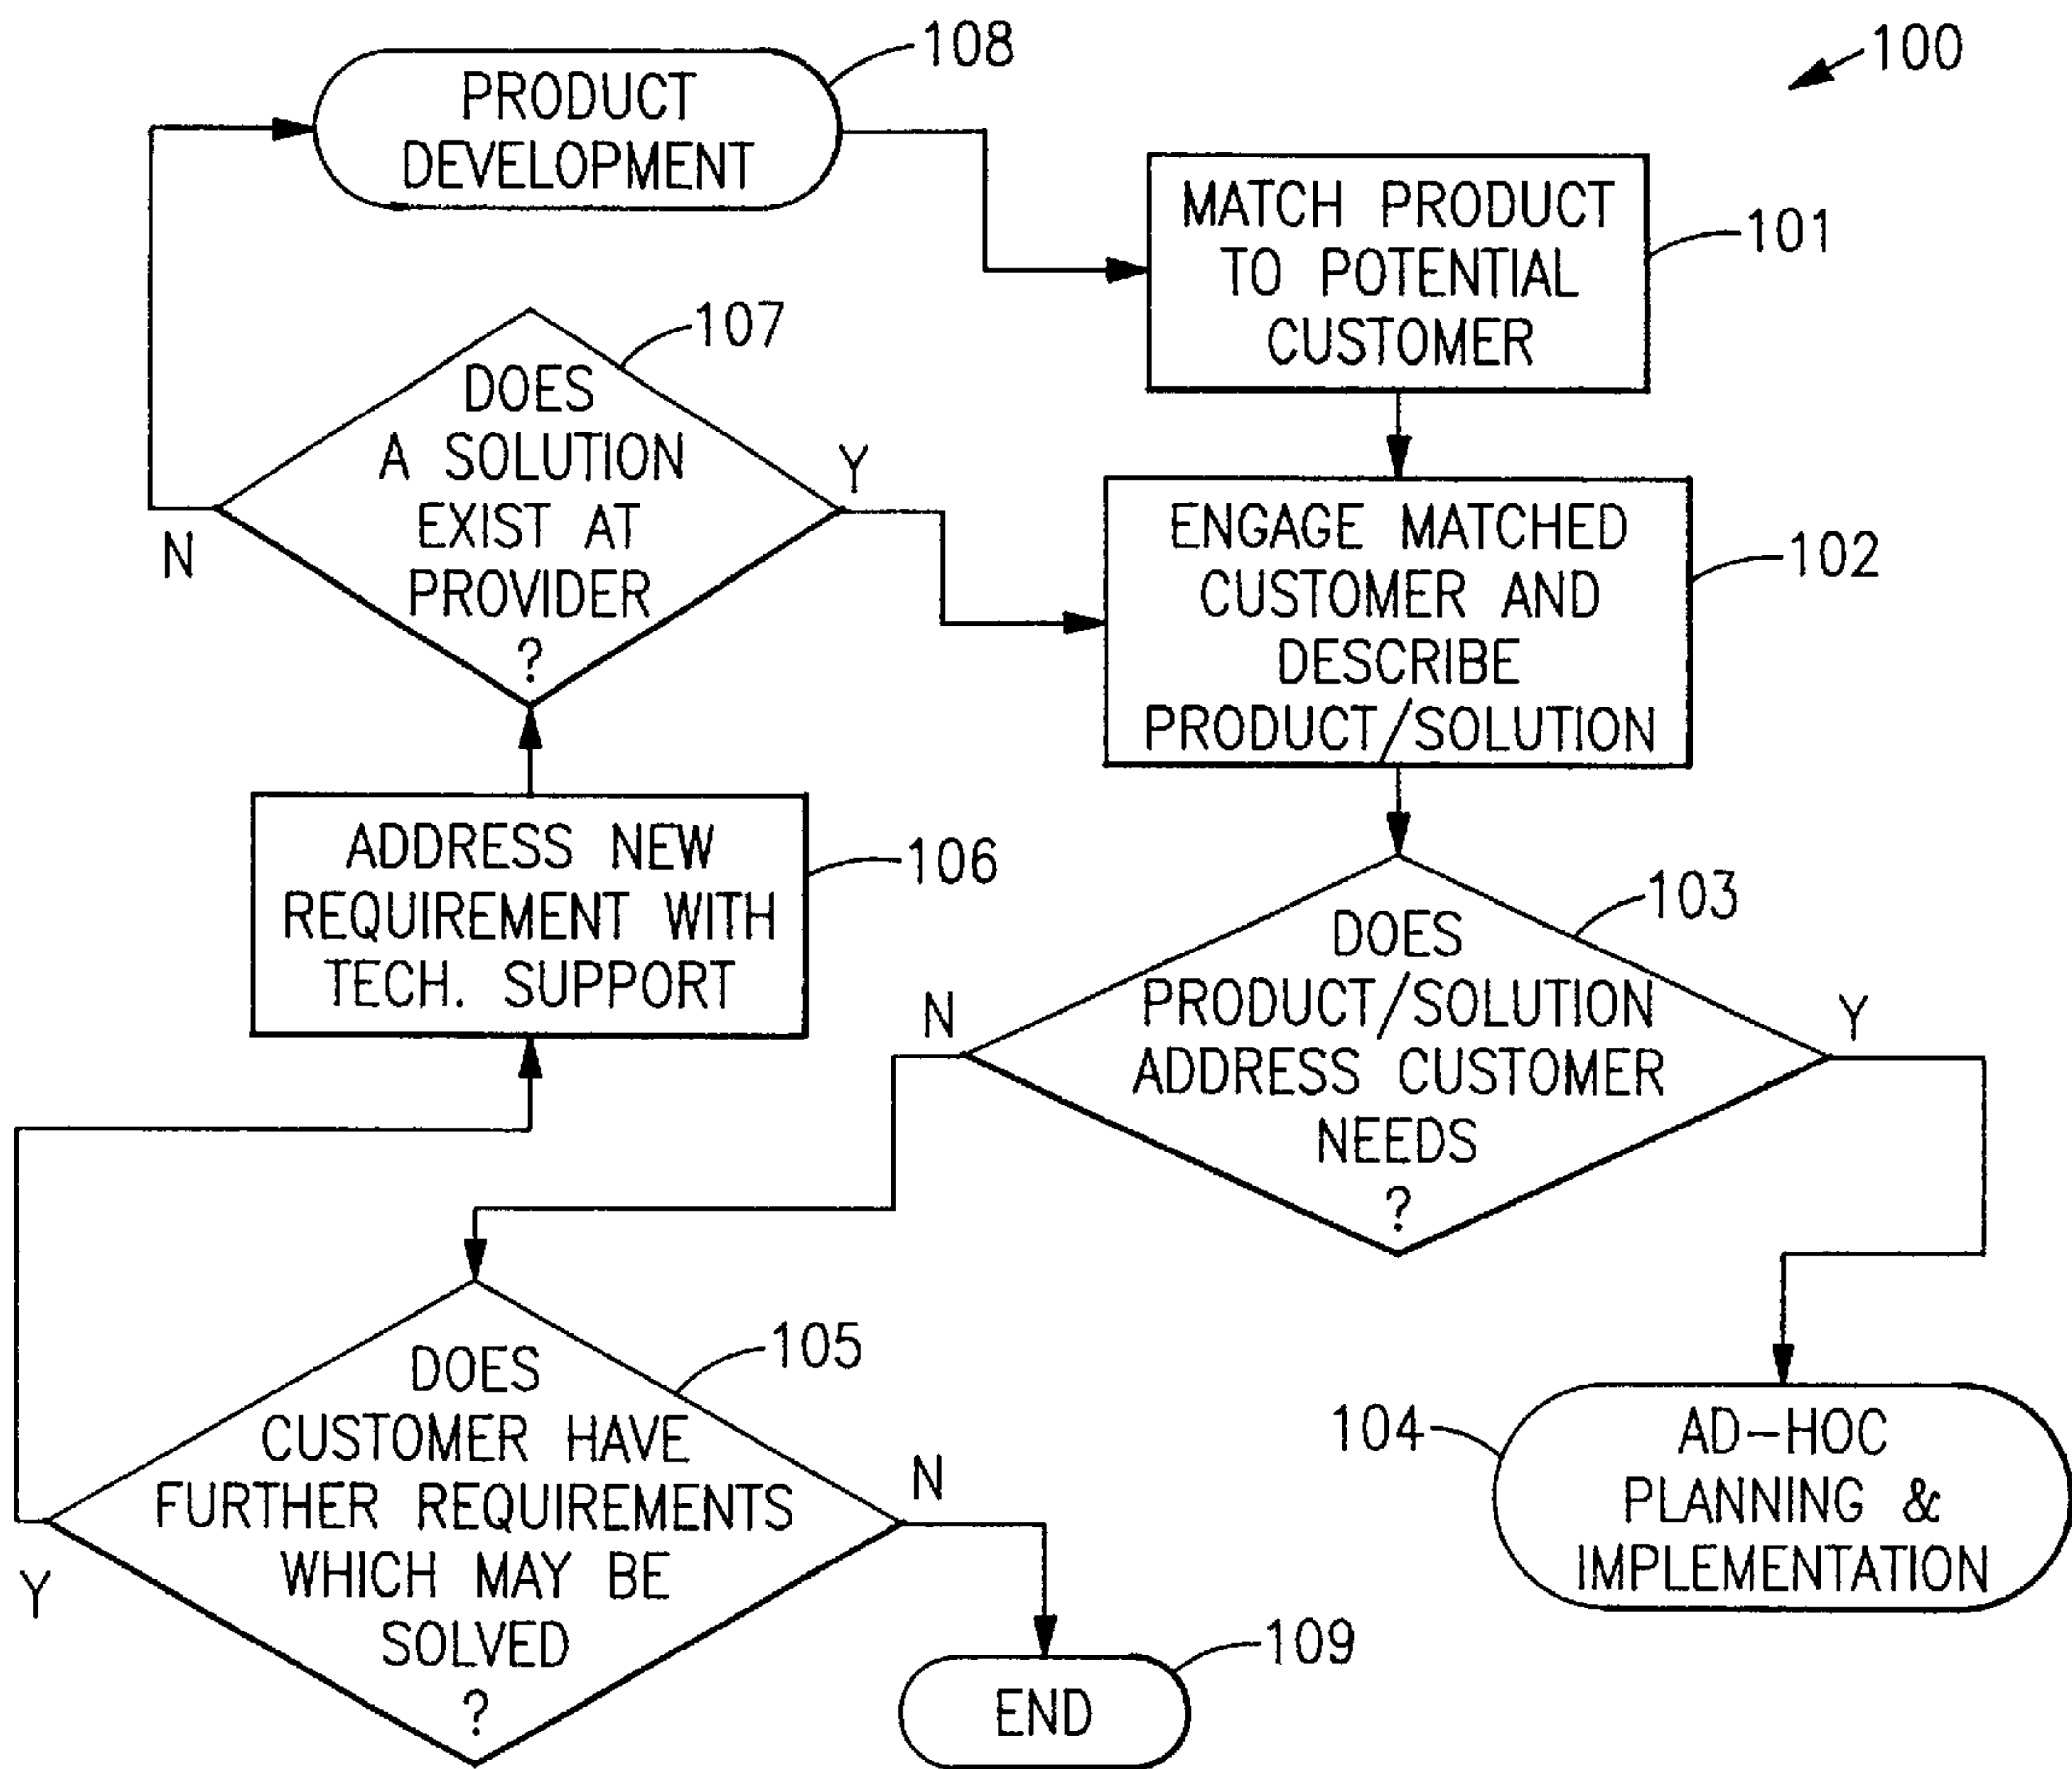 108
PRODUCT
DEVELOPMENT
100
MATCH PRODUCT
TO POTENTIAL
CUSTOMER
101
107
DOES
A SOLUTION
EXIST AT
PROVIDER
?
N
Y
ENGAGE MATCHED
CUSTOMER AND
DESCRIBE
PRODUCT/SOLUTION
102
ADDRESS NEW
REQUIREMENT WITH
TECH. SUPPORT
106
103
DOES
PRODUCT/SOLUTION
ADDRESS CUSTOMER
NEEDS
?
N
Y
105
DOES
CUSTOMER HAVE
FURTHER REQUIREMENTS
WHICH MAY BE
SOLVED
?
Y
N
104
AD-HOC
PLANNING &
IMPLEMENTATION
109
END